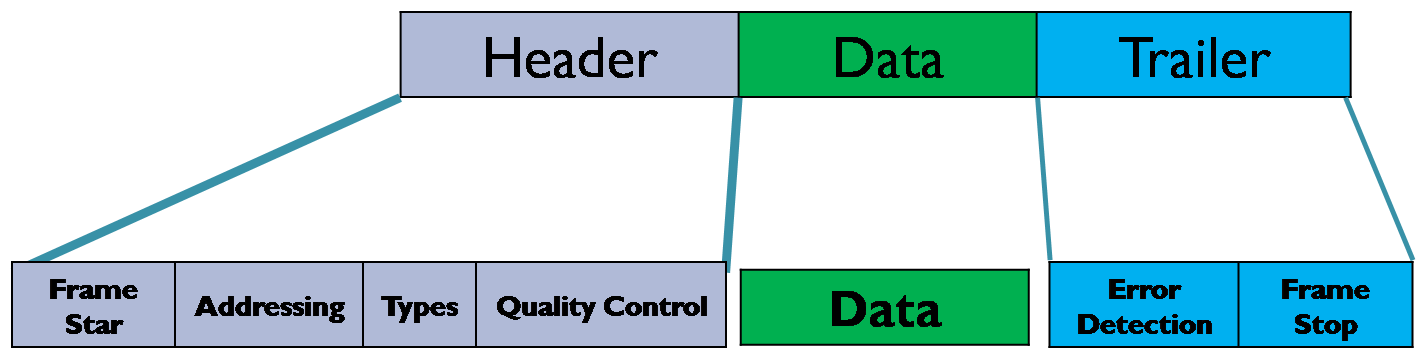 Header Data Trailer
Frame
Star
Addressing
Types
Quality Control
Data
Error
Detection
Frame
Stop